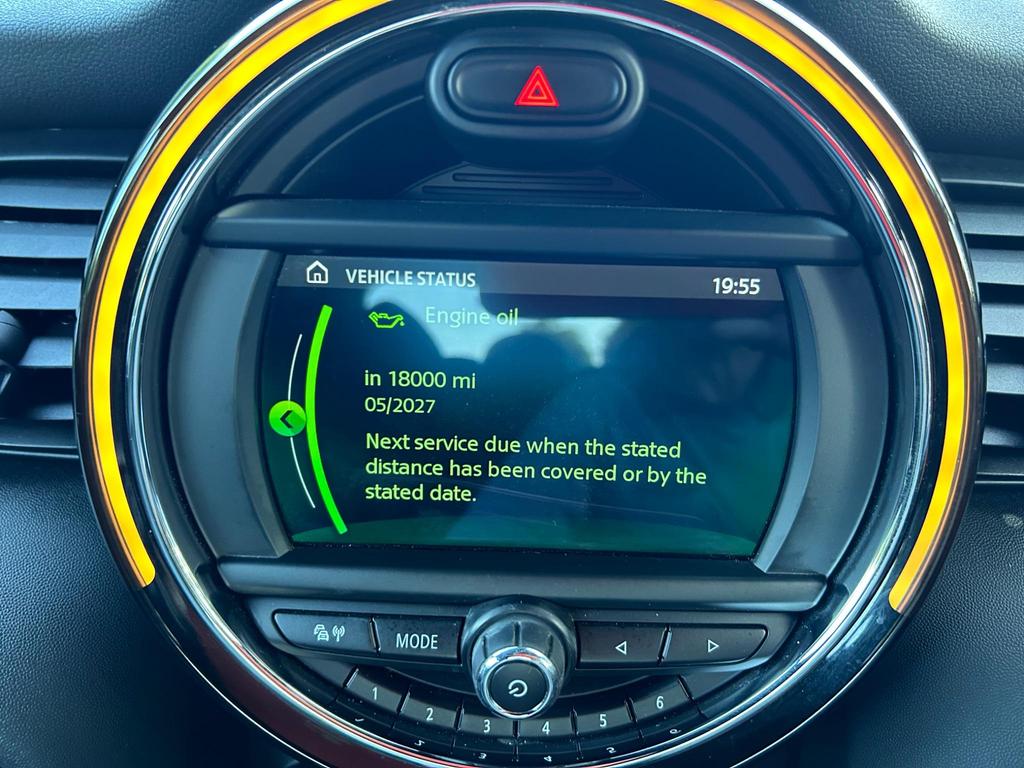 VEHICLE STATUS 19:55
Engine oil
in 18000 mi
05/2027
Next service due when the stated
distance has been covered or by the
stated date.
MODE
1 2 3 4 5 6